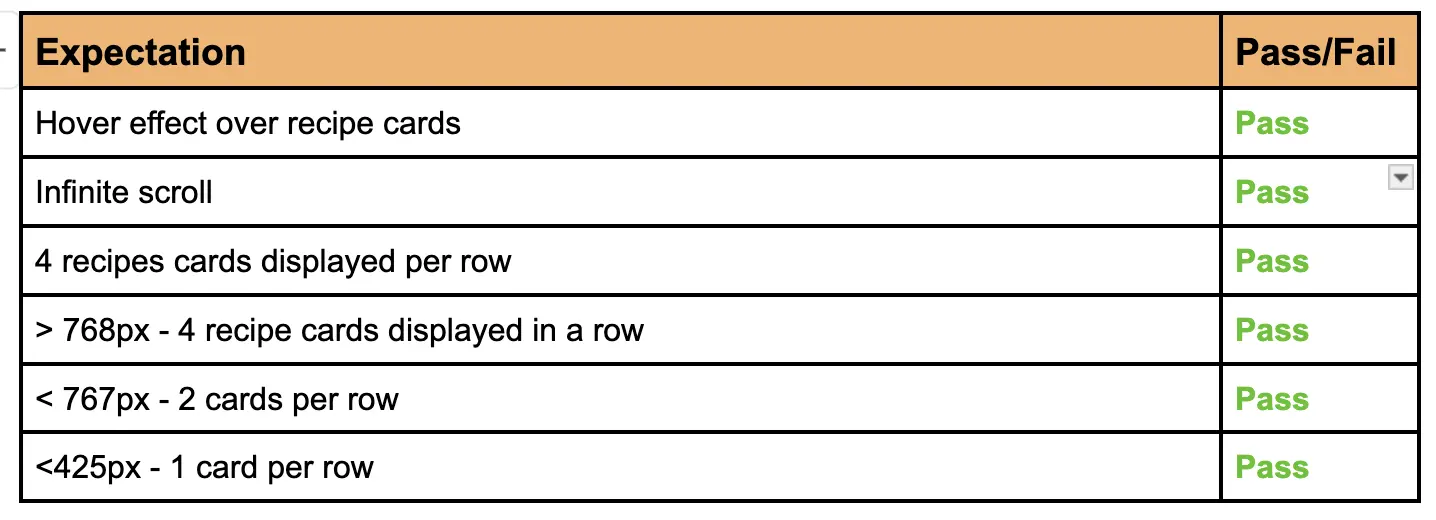 Expectation Pass/Fail
Hover effect over recipe cards Pass
Infinite scroll Pass
4 recipes cards displayed per row Pass
> 768px - 4 recipe cards displayed in a row Pass
< 767px - 2 cards per row Pass
<425px - 1 card per row Pass